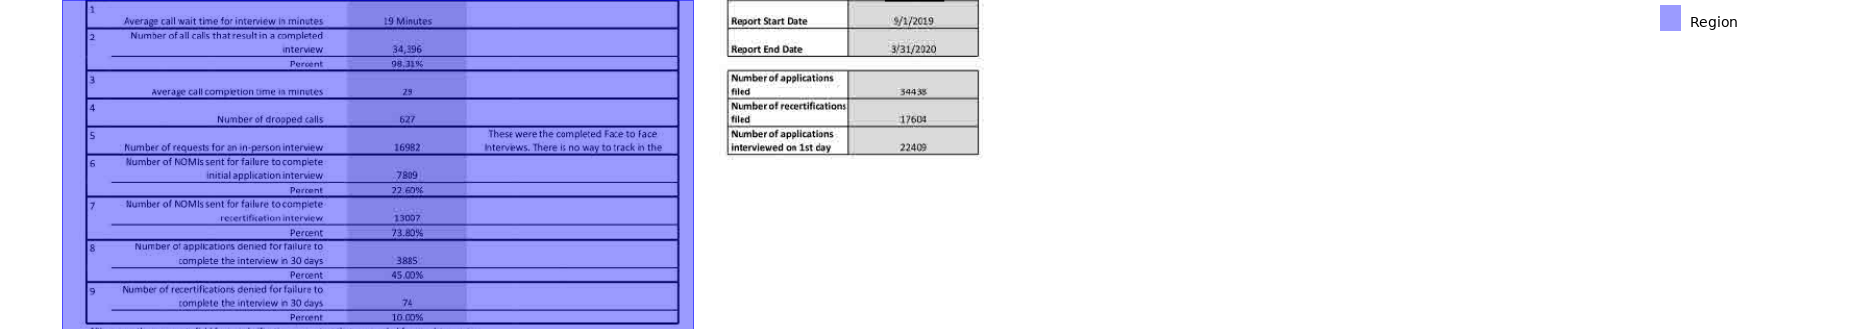 1
Average call wait time for interview in minutes 19 Minutes
2 Number of all calls that result in a completed
interview 34,396
Percent 98.31%
3
Average call completion time in minutes 23
4
Number of dropped calls 627
5 These were the completed Face to Face
Number of requests for an in-person interview 16982 Interviews. There is no way to track in the
6 Number of NOMIs sent for failure to complete
initial application interview 7809
Percent 22.60%
7 Number of NOMIs sent for failure to complete
recertification interview 13007
Percent 73.80%
8 Number of applications denied for failure to
complete the interview in 30 days 3885
Percent 45.00%
9 Number of recertifications denied for failure to
complete the interview in 30 days 74
Percent 10.00%
Report Start Date 9/1/2019
Report End Date 3/31/2020
Number of applications
filed 34438
Number of recertifications
filed 17604
Number of applications
interviewed on 1st day 22409
Region